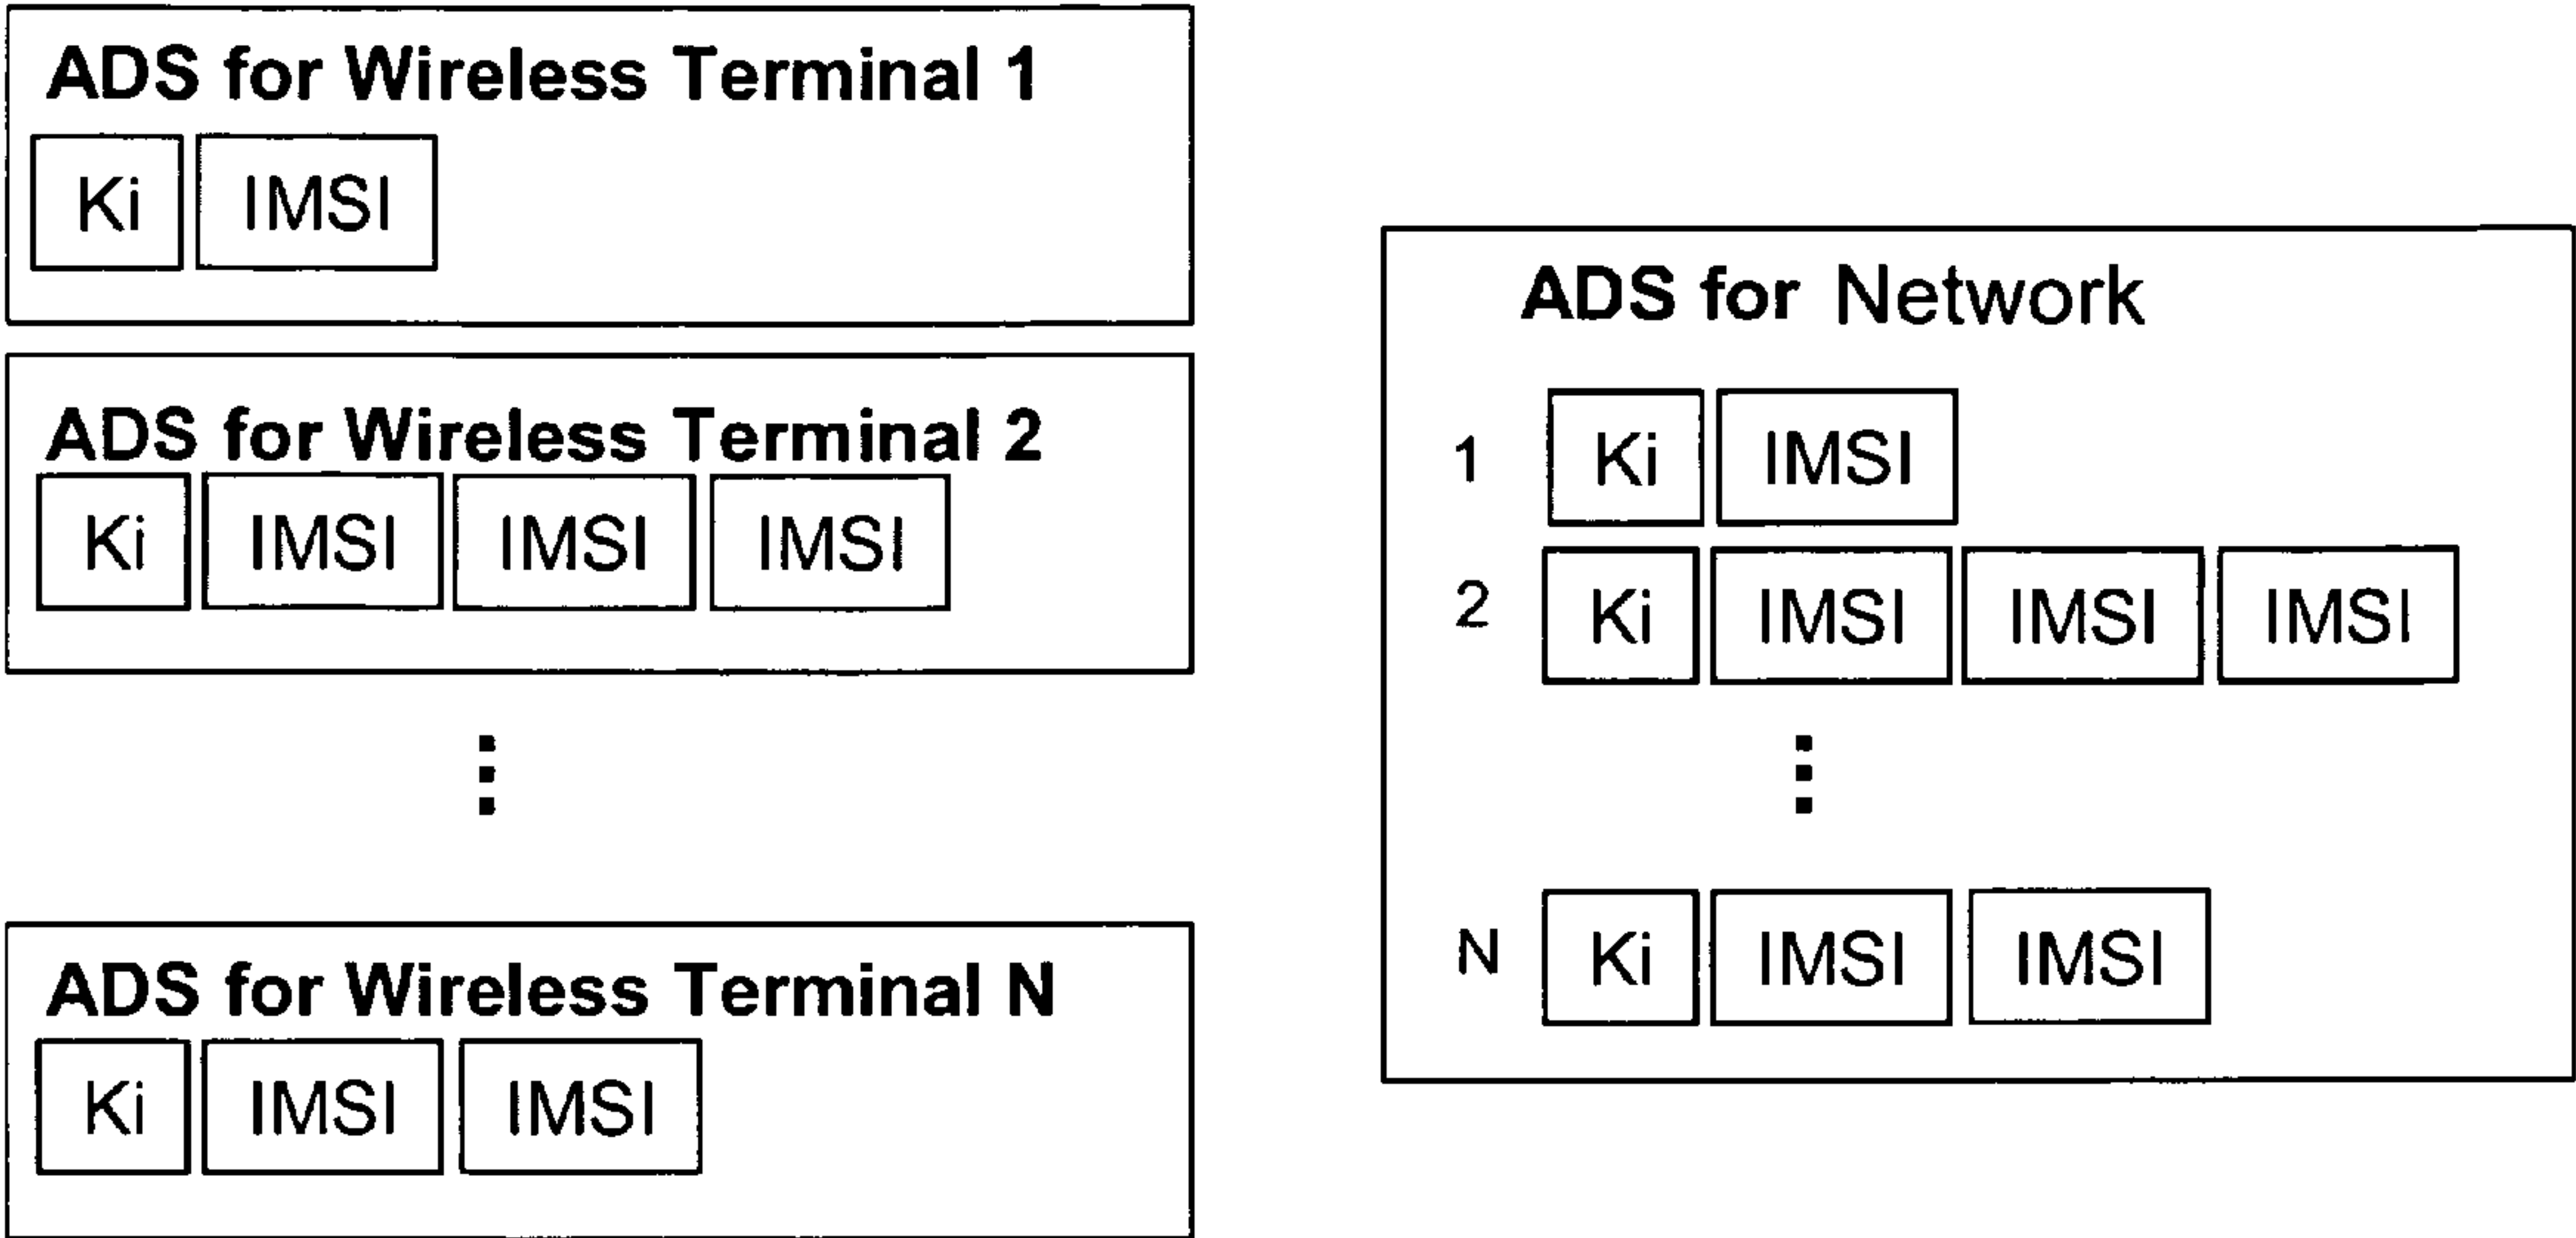 ADS for Wireless Terminal 1
Ki IMSI
ADS for Wireless Terminal 2
Ki IMSI IMSI IMSI
ADS for Wireless Terminal N
Ki IMSI IMSI
ADS for Network
1 Ki IMSI
2 Ki IMSI IMSI IMSI
N Ki IMSI IMSI